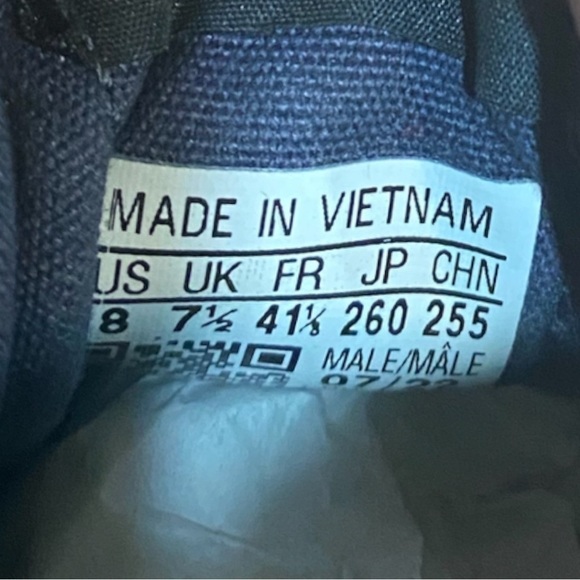 MADE IN VIETNAM
US UK FR JP CHN
8 7½ 41⅓ 260 255
MALE/MÂLE